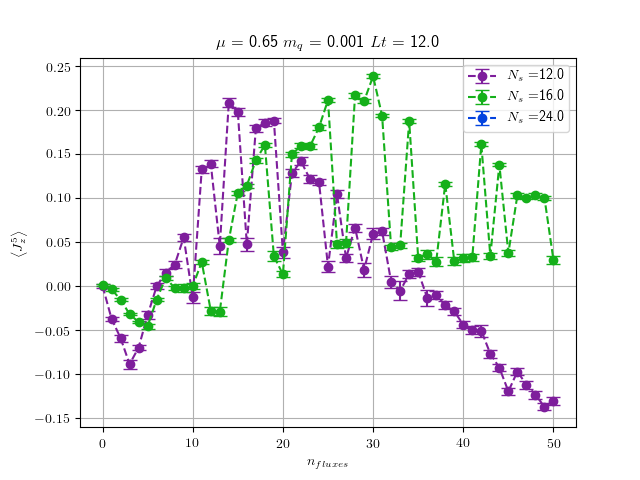 μ = 0.65 m_q = 0.001 Lt = 12.0
0.25
0.20
0.15
0.10
0.05
0.00
−0.05
−0.10
−0.15
⟨J_z^5⟩
N_s =12.0
N_s =16.0
N_s =24.0
0 10 20 30 40 50
n_fluxes